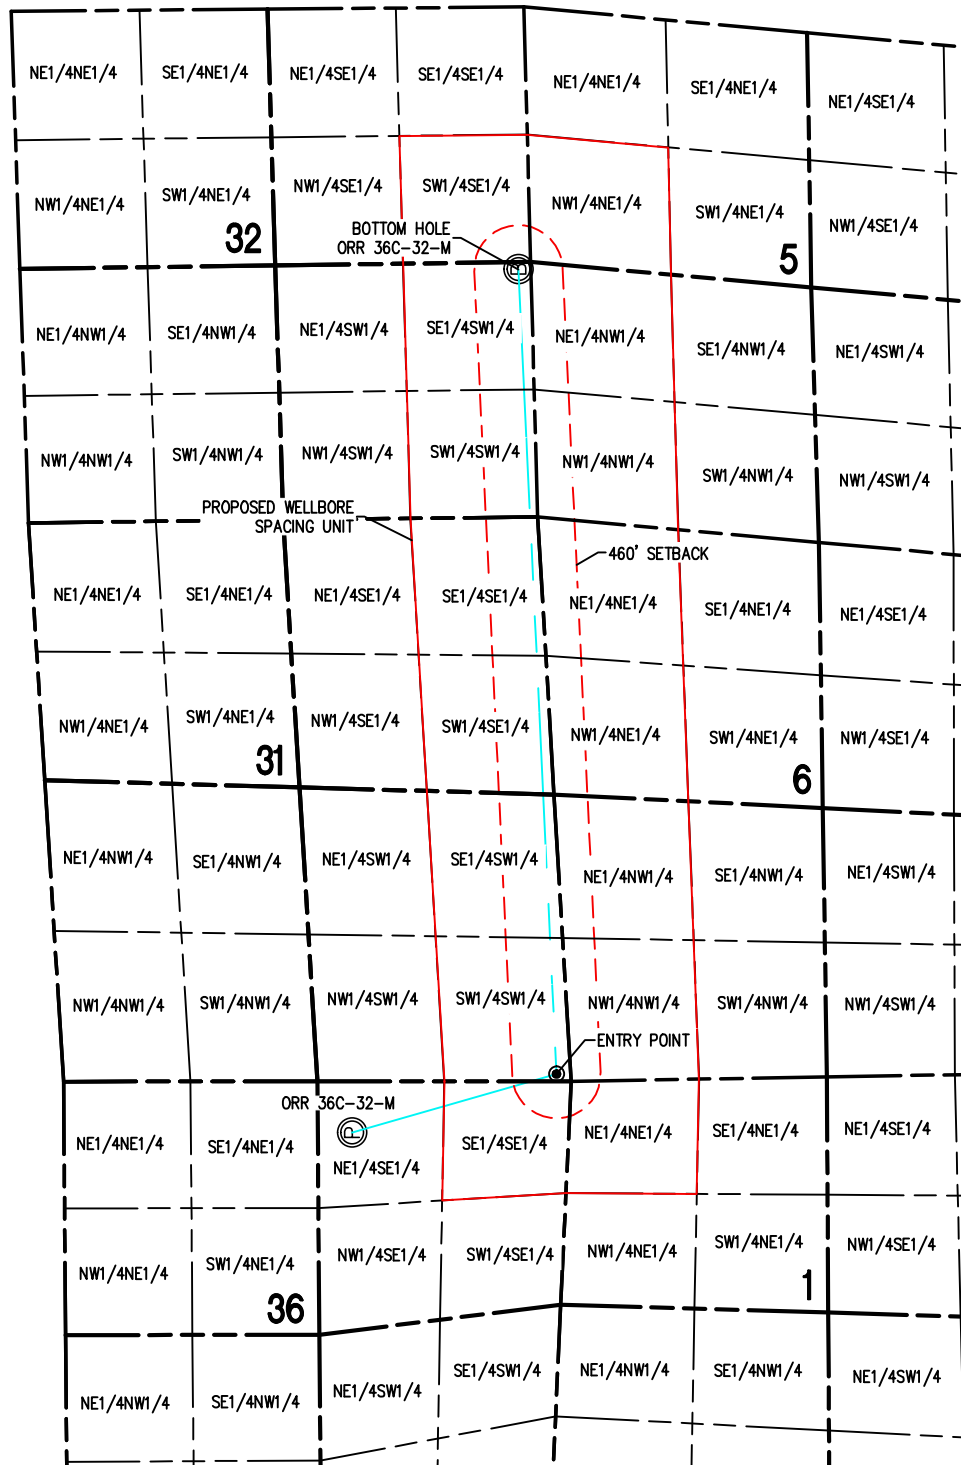 NE1/4NE1/4
SE1/4NE1/4
NE1/4SE1/4
SE1/4SE1/4
NE1/4NE1/4
SE1/4NE1/4
NE1/4SE1/4
NW1/4NE1/4
SW1/4NE1/4
NW1/4SE1/4
SW1/4SE1/4
NW1/4NE1/4
SW1/4NE1/4
NW1/4SE1/4
32
BOTTOM HOLE
ORR 36C-32-M
5
NE1/4NW1/4
SE1/4NW1/4
NE1/4SW1/4
SE1/4SW1/4
NE1/4NW1/4
SE1/4NW1/4
NE1/4SW1/4
NW1/4NW1/4
SW1/4NW1/4
NW1/4SW1/4
SW1/4SW1/4
NW1/4NW1/4
SW1/4NW1/4
NW1/4SW1/4
PROPOSED WELLBORE
SPACING UNIT
460' SETBACK
NE1/4NE1/4
SE1/4NE1/4
NE1/4SE1/4
SE1/4SE1/4
NE1/4NE1/4
SE1/4NE1/4
NE1/4SE1/4
NW1/4NE1/4
SW1/4NE1/4
NW1/4SE1/4
SW1/4SE1/4
NW1/4NE1/4
SW1/4NE1/4
NW1/4SE1/4
31
6
NE1/4NW1/4
SE1/4NW1/4
NE1/4SW1/4
SE1/4SW1/4
NE1/4NW1/4
SE1/4NW1/4
NE1/4SW1/4
NW1/4NW1/4
SW1/4NW1/4
NW1/4SW1/4
SW1/4SW1/4
NW1/4NW1/4
SW1/4NW1/4
NW1/4SW1/4
ENTRY POINT
ORR 36C-32-M
P
NE1/4NE1/4
SE1/4NE1/4
NE1/4SE1/4
SE1/4SE1/4
NE1/4NE1/4
SE1/4NE1/4
NE1/4SE1/4
NW1/4NE1/4
SW1/4NE1/4
NW1/4SE1/4
SW1/4SE1/4
NW1/4NE1/4
SW1/4NE1/4
NW1/4SE1/4
36
1
NE1/4NW1/4
SE1/4NW1/4
NE1/4SW1/4
SE1/4SW1/4
NE1/4NW1/4
SE1/4NW1/4
NE1/4SW1/4